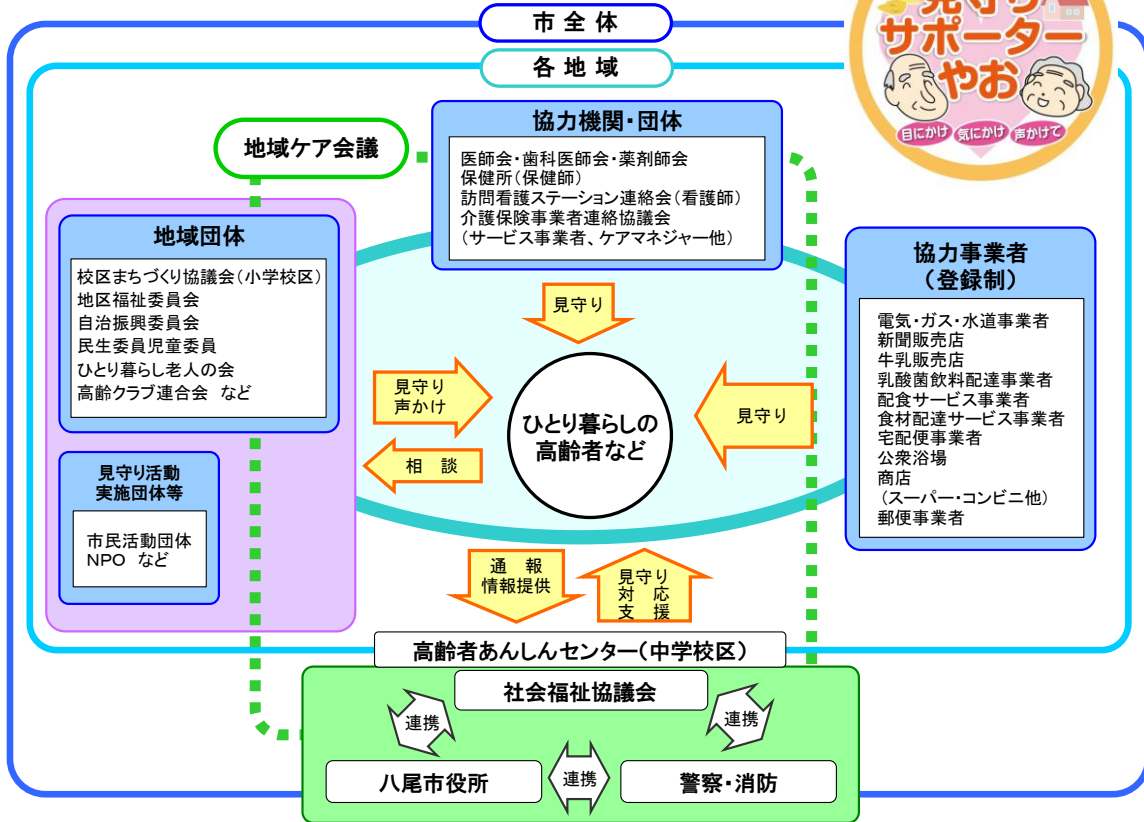 市全体
各地域
見守り
サポーター
やお
目にかけ 気にかけ 声かけて
地域ケア会議
協力機関・団体
医師会・歯科医師会・薬剤師会
保健所(保健師)
訪問看護ステーション連絡会(看護師)
介護保険事業者連絡協議会
(サービス事業者、ケアマネジャー他)
地域団体
校区まちづくり協議会(小学校区)
地区福祉委員会
自治振興委員会
民生委員児童委員
ひとり暮らし老人の会
高齢クラブ連合会 など
見守り活動
実施団体等
市民活動団体
NPO など
協力事業者
(登録制)
電気・ガス・水道事業者
新聞販売店
牛乳販売店
乳酸菌飲料配達事業者
配食サービス事業者
食材配達サービス事業者
宅配便事業者
公衆浴場
商店
(スーパー・コンビニ他)
郵便事業者
見守り
見守り
声かけ
相 談
見守り
ひとり暮らしの
高齢者など
通 報
情報提供
見守り
対 応
支 援
高齢者あんしんセンター(中学校区)
社会福祉協議会
連携
連携
八尾市役所
連携
警察・消防